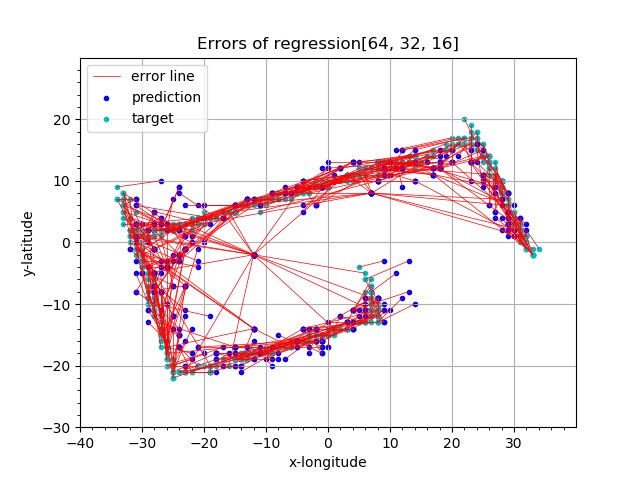 Errors of regression[64, 32, 16]
error line
prediction
target
20
10
0
−10
−20
−30
y-latitude
−40
−30
−20
−10
0
10
20
30
x-longitude